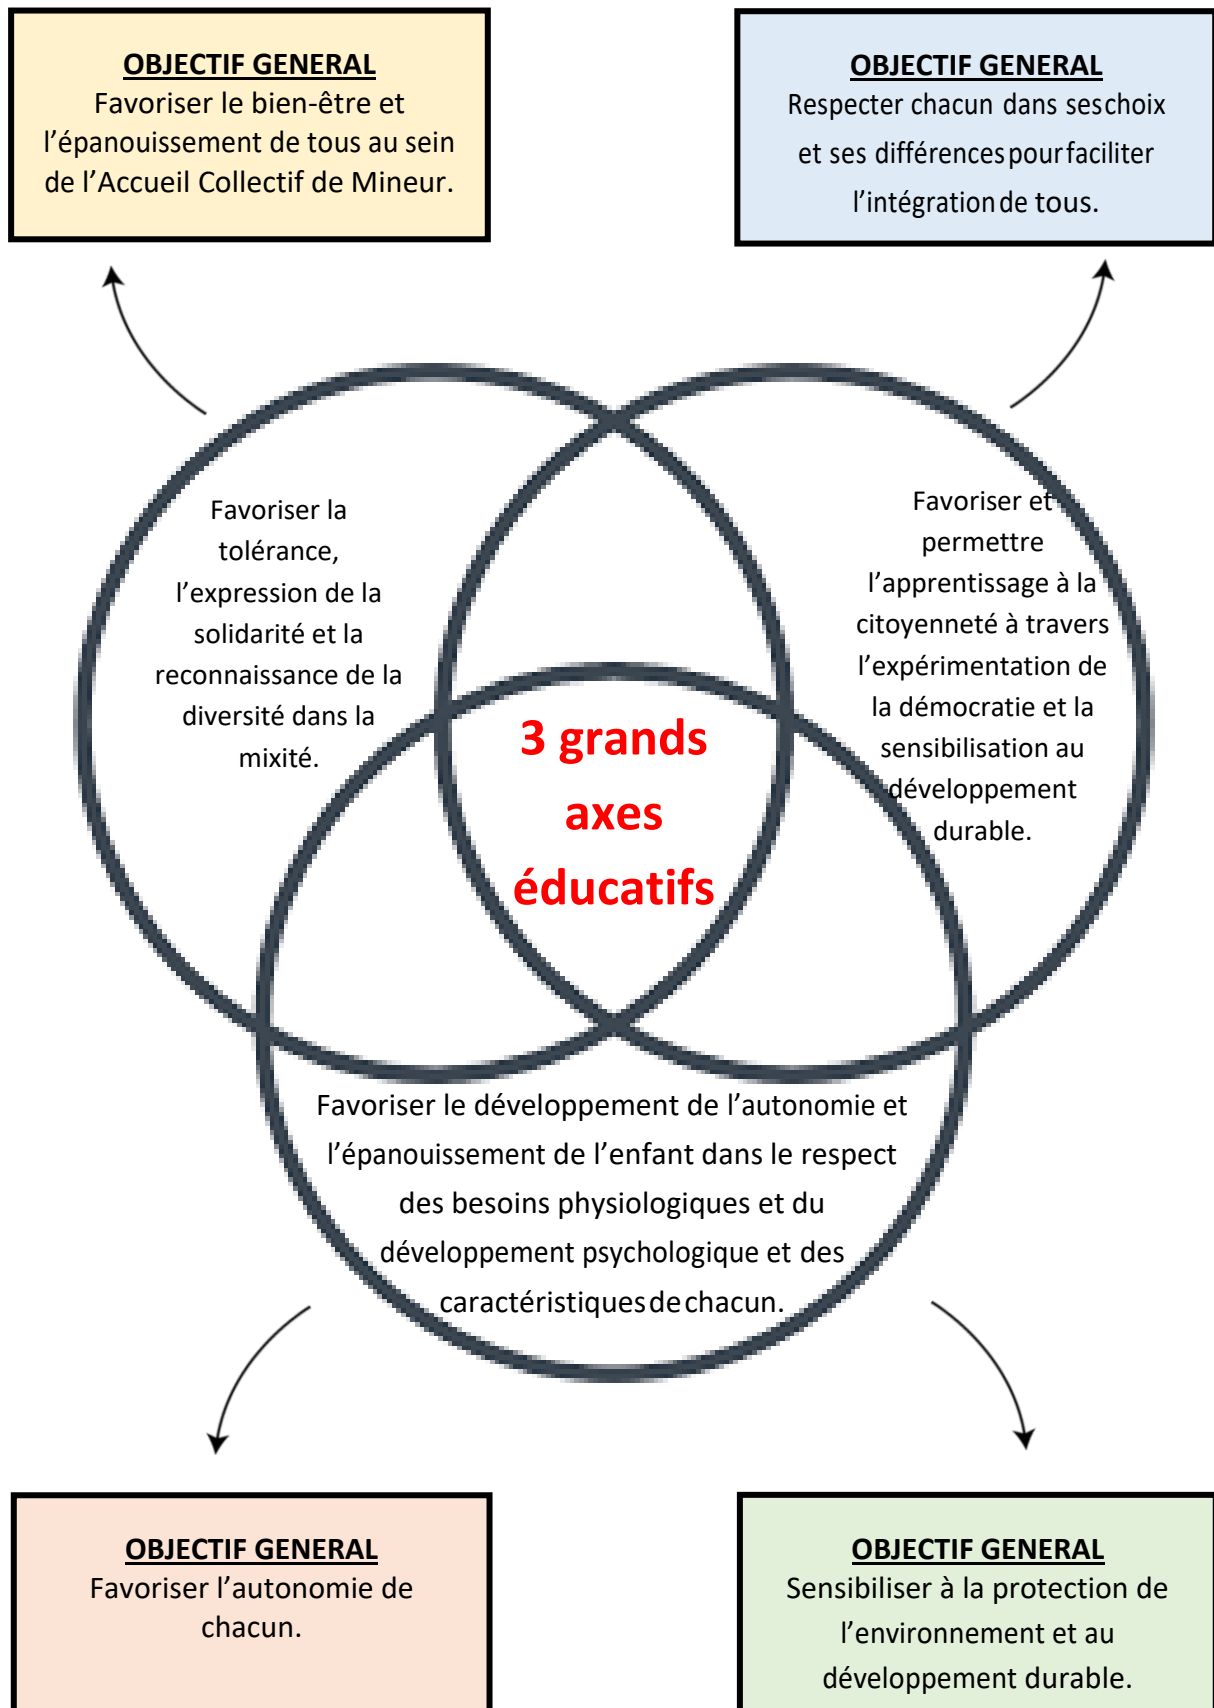 OBJECTIF GENERAL
Favoriser le bien-être et
l’épanouissement de tous au sein
de l’Accueil Collectif de Mineur.
OBJECTIF GENERAL
Respecter chacun dans ses choix
et ses différences pour faciliter
l’intégration de tous.
Favoriser la
tolérance,
l’expression de la
solidarité et la
reconnaissance de la
diversité dans la
mixité.
Favoriser et
permettre
l’apprentissage à la
citoyenneté à travers
l’expérimentation de
la démocratie et la
sensibilisation au
développement
durable.
3 grands
axes
éducatifs
Favoriser le développement de l’autonomie et
l’épanouissement de l’enfant dans le respect
des besoins physiologiques et du
développement psychologique et des
caractéristiques de chacun.
OBJECTIF GENERAL
Favoriser l’autonomie de
chacun.
OBJECTIF GENERAL
Sensibiliser à la protection de
l’environnement et au
développement durable.